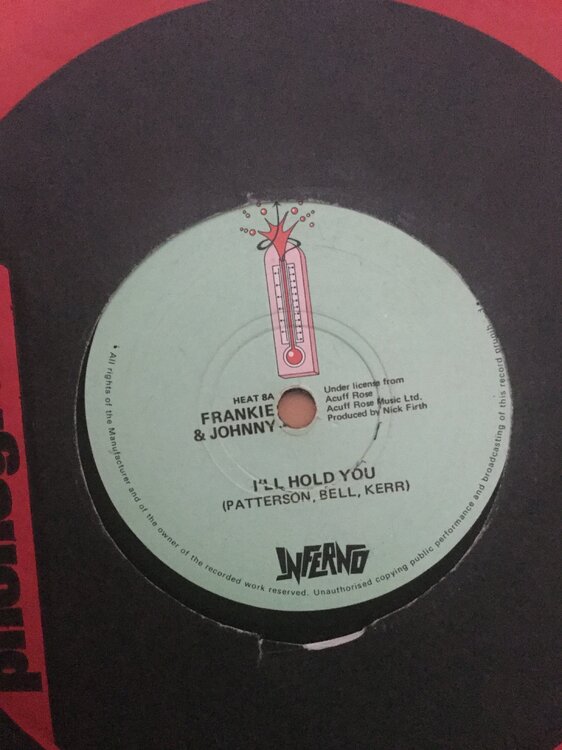 HEAT 8A
FRANKIE
& JOHNNY
Under license from
Acuff Rose
Acuff Rose Music Ltd.
Produced by Nick Firth
I'LL HOLD YOU
(PATTERSON, BELL, KERR)
INFERNO
All rights of the Manufacturer and of the owner of the recorded work reserved. Unauthorised copying public performance and broadcasting of this record